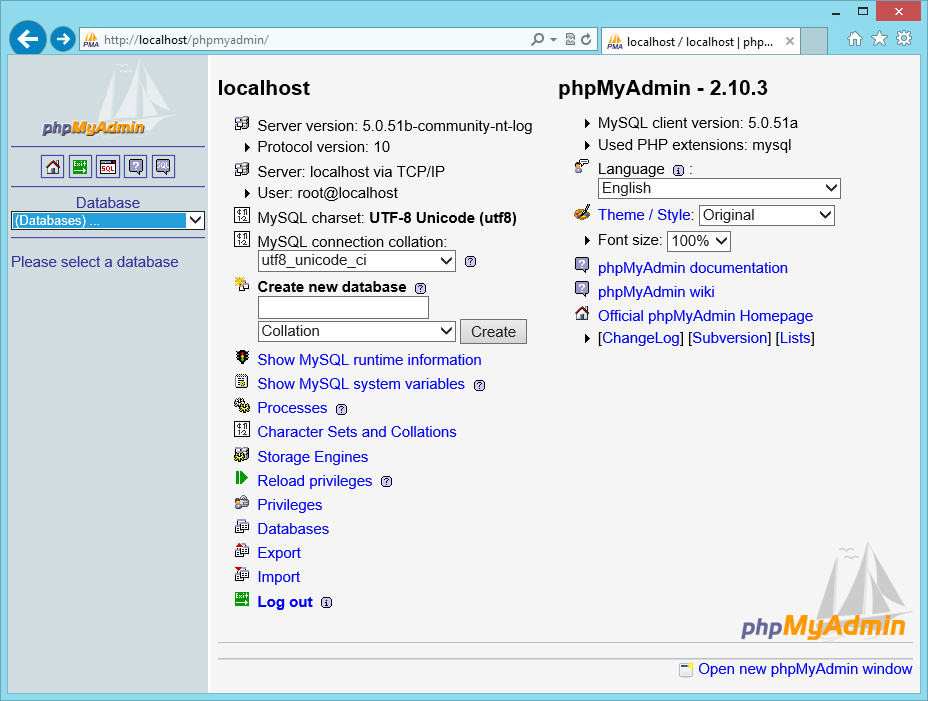 http://localhost/phpmyadmin/
PMA
localhost / localhost | php...
phpMyAdmin
Exit
SQL
Database
(Databases) ...
Please select a database
localhost
Server version: 5.0.51b-community-nt-log
Protocol version: 10
Server: localhost via TCP/IP
User: root@localhost
MySQL charset: UTF-8 Unicode (utf8)
MySQL connection collation:
utf8_unicode_ci
Create new database
Collation
Create
Show MySQL runtime information
Show MySQL system variables
Processes
Character Sets and Collations
Storage Engines
Reload privileges
Privileges
Databases
Export
Import
Log out
phpMyAdmin - 2.10.3
MySQL client version: 5.0.51a
Used PHP extensions: mysql
Language :
English
Theme / Style: Original
Font size: 100%
phpMyAdmin documentation
phpMyAdmin wiki
Official phpMyAdmin Homepage
[ChangeLog] [Subversion] [Lists]
phpMyAdmin
Open new phpMyAdmin window